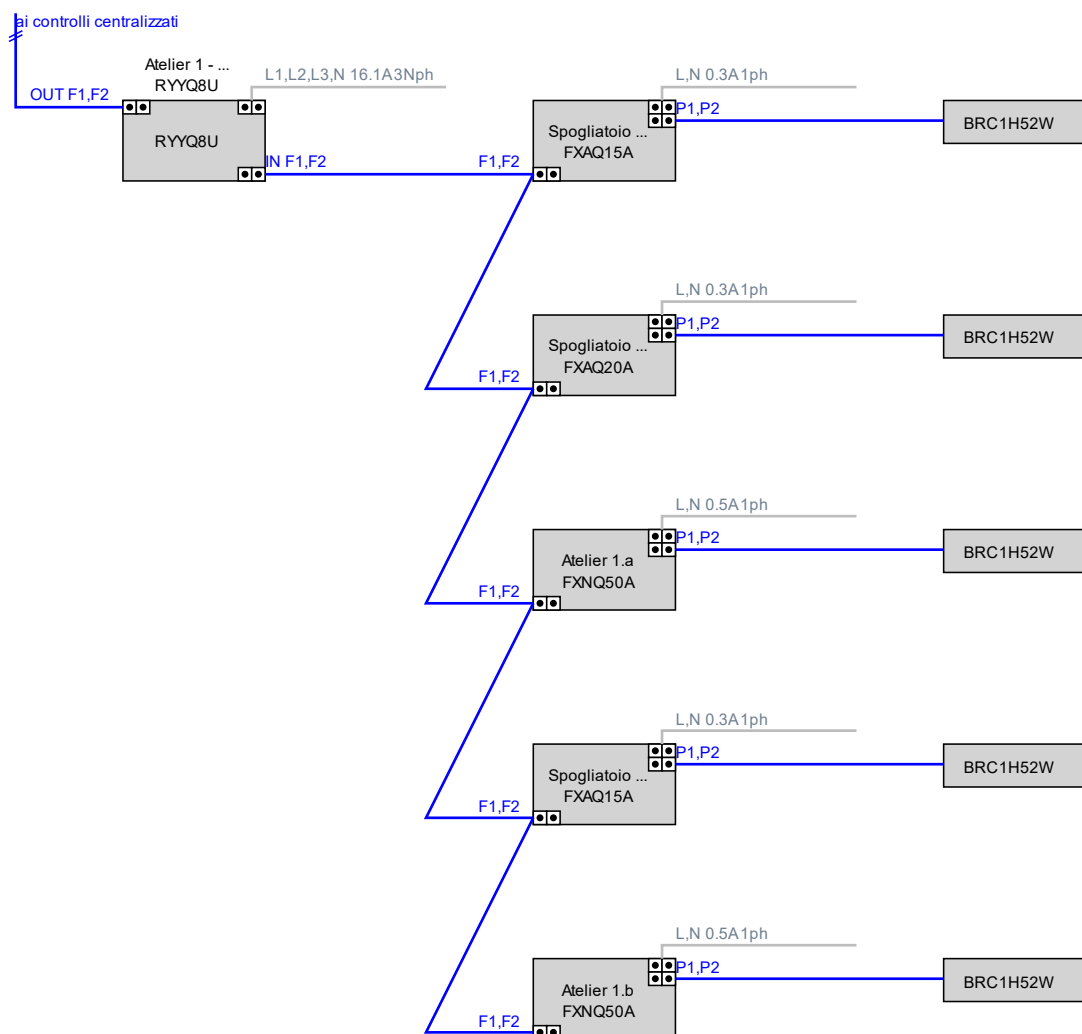 ai controlli centralizzati
OUT F1,F2
Atelier 1 - ...
RYYQ8U
RYYQ8U
L1,L2,L3,N 16.1A3Nph
IN F1,F2
F1,F2
Spogliatoio ...
FXAQ15A
L,N 0.3A1ph
P1,P2
BRC1H52W
F1,F2
Spogliatoio ...
FXAQ20A
L,N 0.3A1ph
P1,P2
BRC1H52W
F1,F2
Atelier 1.a
FXNQ50A
L,N 0.5A1ph
P1,P2
BRC1H52W
F1,F2
Spogliatoio ...
FXAQ15A
L,N 0.3A1ph
P1,P2
BRC1H52W
F1,F2
Atelier 1.b
FXNQ50A
L,N 0.5A1ph
P1,P2
BRC1H52W